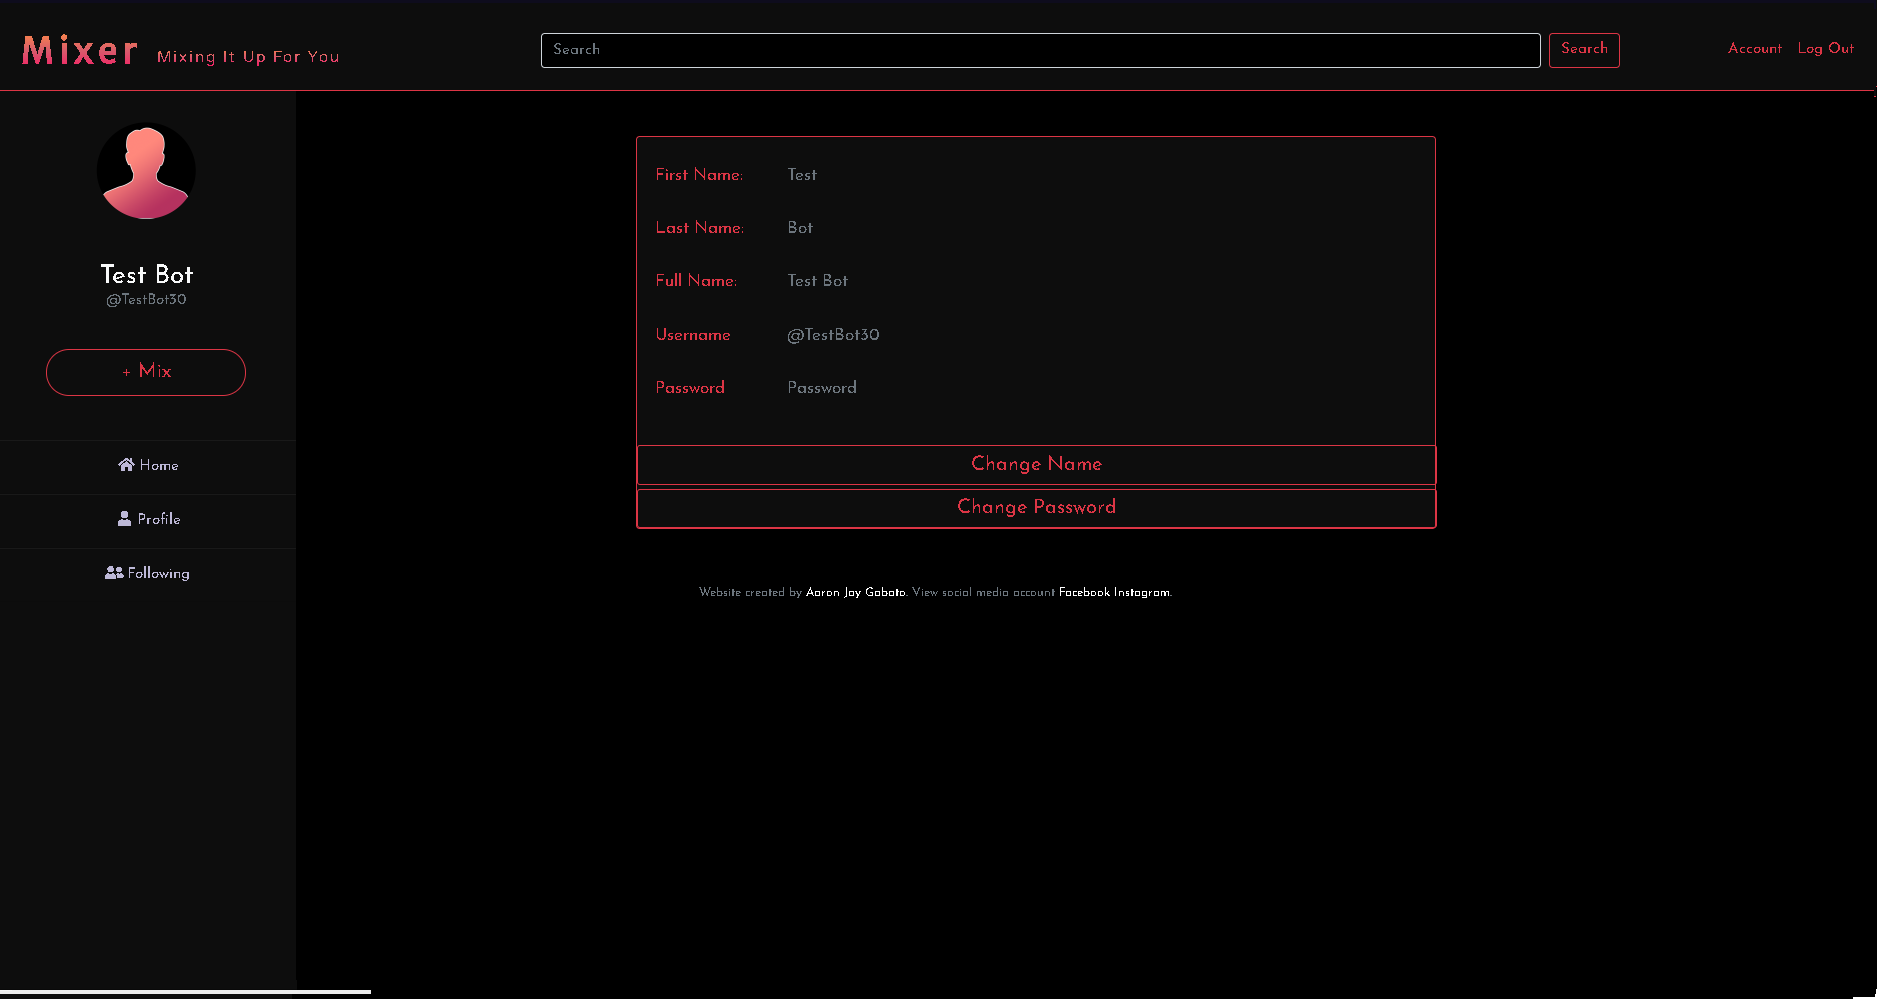 Mixer Mixing It Up For You
Search
Search
Account Log Out
Test Bot
@TestBot30
+ Mix
Home
Profile
Following
First Name: Test
Last Name: Bot
Full Name: Test Bot
Username @TestBot30
Password Password
Change Name
Change Password
Website created by Aaron Jay Gabato. View social media account Facebook Instagram.